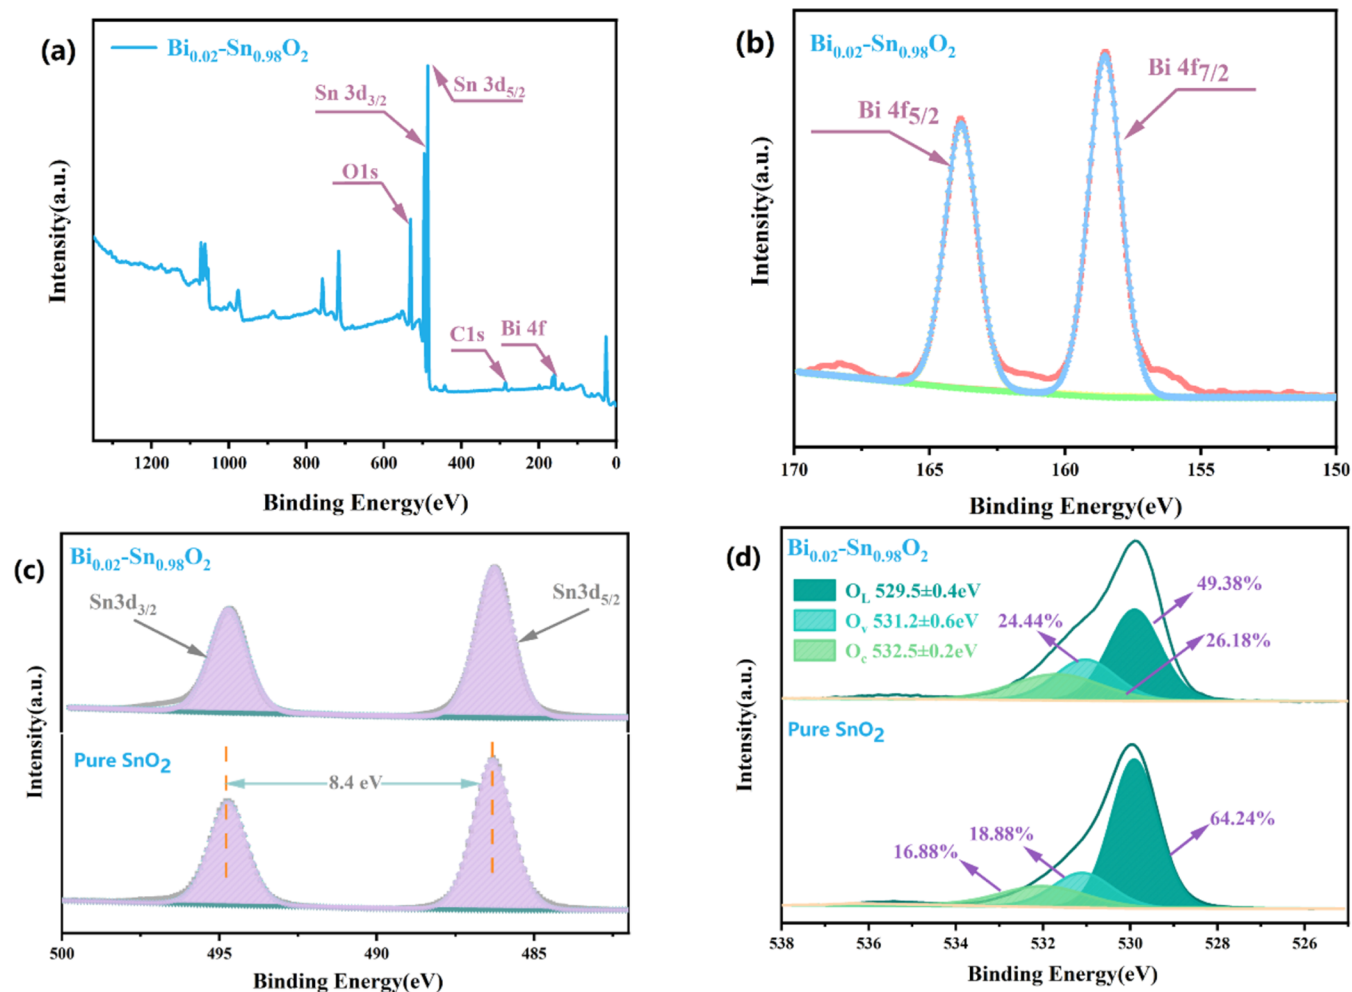 (a)
Bi0.02-Sn0.98O2
Sn 3d3/2
Sn 3d5/2
O1s
C1s
Bi 4f
Intensity(a.u.)
1200 1000 800 600 400 200 0
Binding Energy(eV)
(b)
Bi0.02-Sn0.98O2
Bi 4f5/2
Bi 4f7/2
Intensity(a.u.)
170 165 160 155 150
Binding Energy(eV)
(c)
Bi0.02-Sn0.98O2
Sn3d3/2
Sn3d5/2
Pure SnO2
8.4 eV
Intensity(a.u.)
500 495 490 485
Binding Energy(eV)
(d)
Bi0.02-Sn0.98O2
OL 529.5±0.4eV
Ov 531.2±0.6eV
Oc 532.5±0.2eV
24.44%
49.38%
26.18%
Pure SnO2
16.88%
18.88%
64.24%
Intensity(a.u.)
538 536 534 532 530 528 526
Binding Energy(eV)